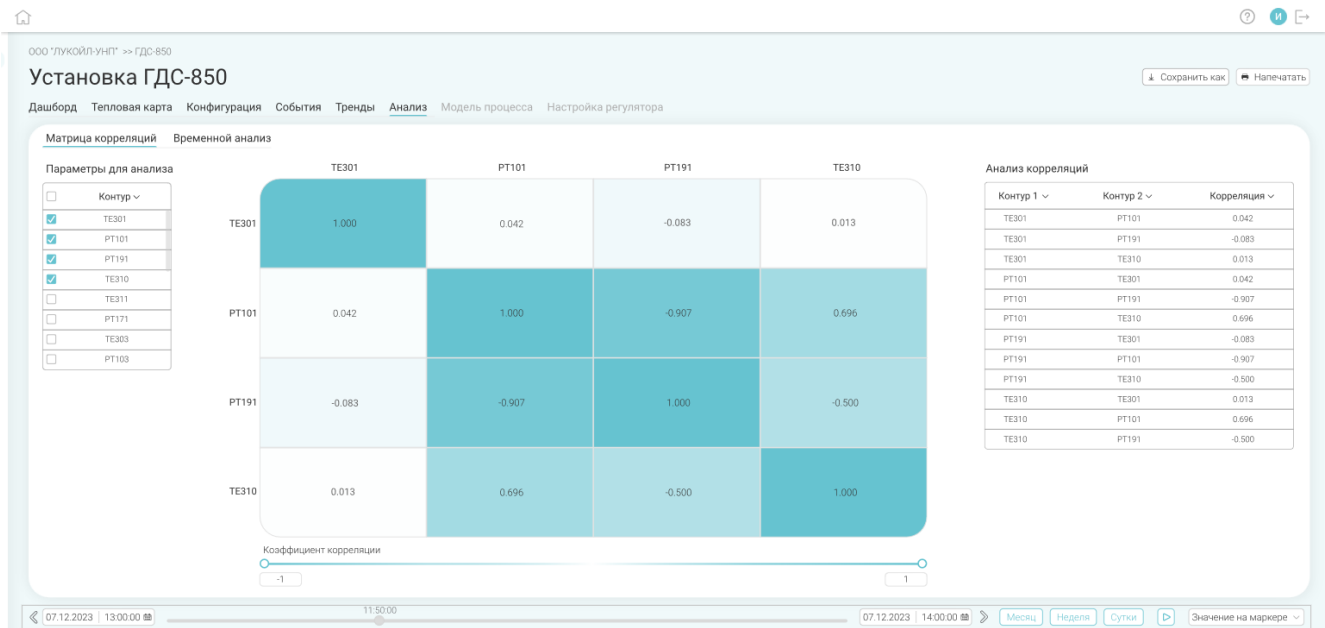 ?
И
ООО "ЛУКОЙЛ-УНП" >> ГДС-850
Установка ГДС-850
Сохранить как
Напечатать
Дашборд Тепловая карта Конфигурация События Тренды Анализ Модель процесса Настройка регулятора
Матрица корреляций Временной анализ
Параметры для анализа
Контур
TE301
PT101
PT191
TE310
TE311
PT171
TE303
PT103
TE301 PT101 PT191 TE310
TE301 1.000 0.042 -0.083 0.013
PT101 0.042 1.000 -0.907 0.696
PT191 -0.083 -0.907 1.000 -0.500
TE310 0.013 0.696 -0.500 1.000
Коэффициент корреляции
-1 1
Анализ корреляций
Контур 1 Контур 2 Корреляция
TE301 PT101 0.042
TE301 PT191 -0.083
TE301 TE310 0.013
PT101 TE301 0.042
PT101 PT191 -0.907
PT101 TE310 0.696
PT191 TE301 -0.083
PT191 PT101 -0.907
PT191 TE310 -0.500
TE310 TE301 0.013
TE310 PT101 0.696
TE310 PT191 -0.500
11:50:00
07.12.2023 13:00:00 07.12.2023 14:00:00 Месяц Неделя Сутки Значение на маркере